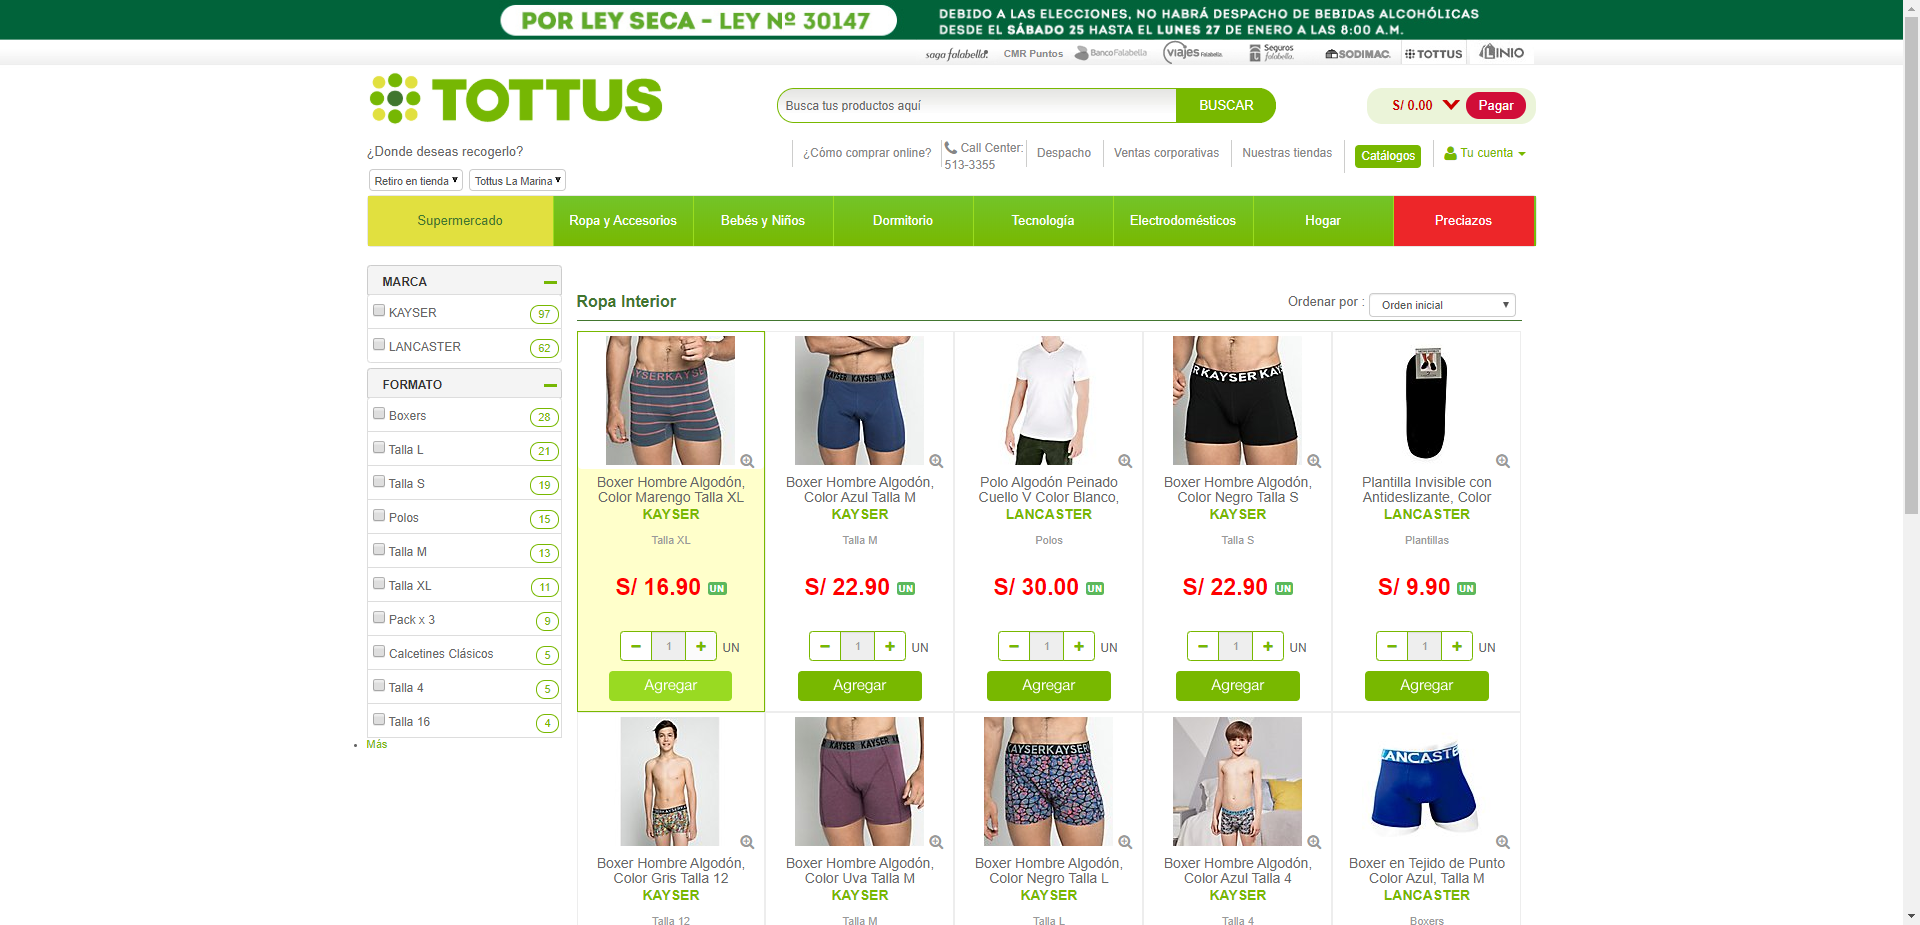 POR LEY SECA - LEY Nº 30147
DEBIDO A LAS ELECCIONES, NO HABRÁ DESPACHO DE BEBIDAS ALCOHÓLICAS
DESDE EL SÁBADO 25 HASTA EL LUNES 27 DE ENERO A LAS 8:00 A.M.
saga falabella. CMR Puntos BancoFalabella viajes Falabella Seguros falabella. SODIMAC. TOTTUS LINIO
TOTTUS
Busca tus productos aquí
BUSCAR
S/ 0.00
Pagar
¿Donde deseas recogerlo?
Retiro en tienda
Tottus La Marina
¿Cómo comprar online?
Call Center:
513-3355
Despacho
Ventas corporativas
Nuestras tiendas
Catálogos
Tu cuenta
Supermercado
Ropa y Accesorios
Bebés y Niños
Dormitorio
Tecnología
Electrodomésticos
Hogar
Preciazos
MARCA
KAYSER 97
LANCASTER 62
FORMATO
Boxers 28
Talla L 21
Talla S 19
Polos 15
Talla M 13
Talla XL 11
Pack x 3 9
Calcetines Clásicos 5
Talla 4 5
Talla 16 4
Más
Ropa Interior
Ordenar por :
Orden inicial
YSERKAYSER
KAYSER KAYSER KAYSER
KAYSER KAYSER
Boxer Hombre Algodón,
Color Marengo Talla XL
KAYSER
Talla XL
S/ 16.90 UN
1
UN
Agregar
Boxer Hombre Algodón,
Color Azul Talla M
KAYSER
Talla M
S/ 22.90 UN
1
UN
Agregar
Polo Algodón Peinado
Cuello V Color Blanco,
LANCASTER
Polos
S/ 30.00 UN
1
UN
Agregar
Boxer Hombre Algodón,
Color Negro Talla S
KAYSER
Talla S
S/ 22.90 UN
1
UN
Agregar
Plantilla Invisible con
Antideslizante, Color
LANCASTER
Plantillas
S/ 9.90 UN
1
UN
Agregar
KAYSER KAYSER
KAYSERKAYSER
LANCASTE
Boxer Hombre Algodón,
Color Gris Talla 12
KAYSER
Talla 12
Boxer Hombre Algodón,
Color Uva Talla M
KAYSER
Talla M
Boxer Hombre Algodón,
Color Negro Talla L
KAYSER
Talla L
Boxer Hombre Algodón,
Color Azul Talla 4
KAYSER
Talla 4
Boxer en Tejido de Punto
Color Azul, Talla M
LANCASTER
Boxers